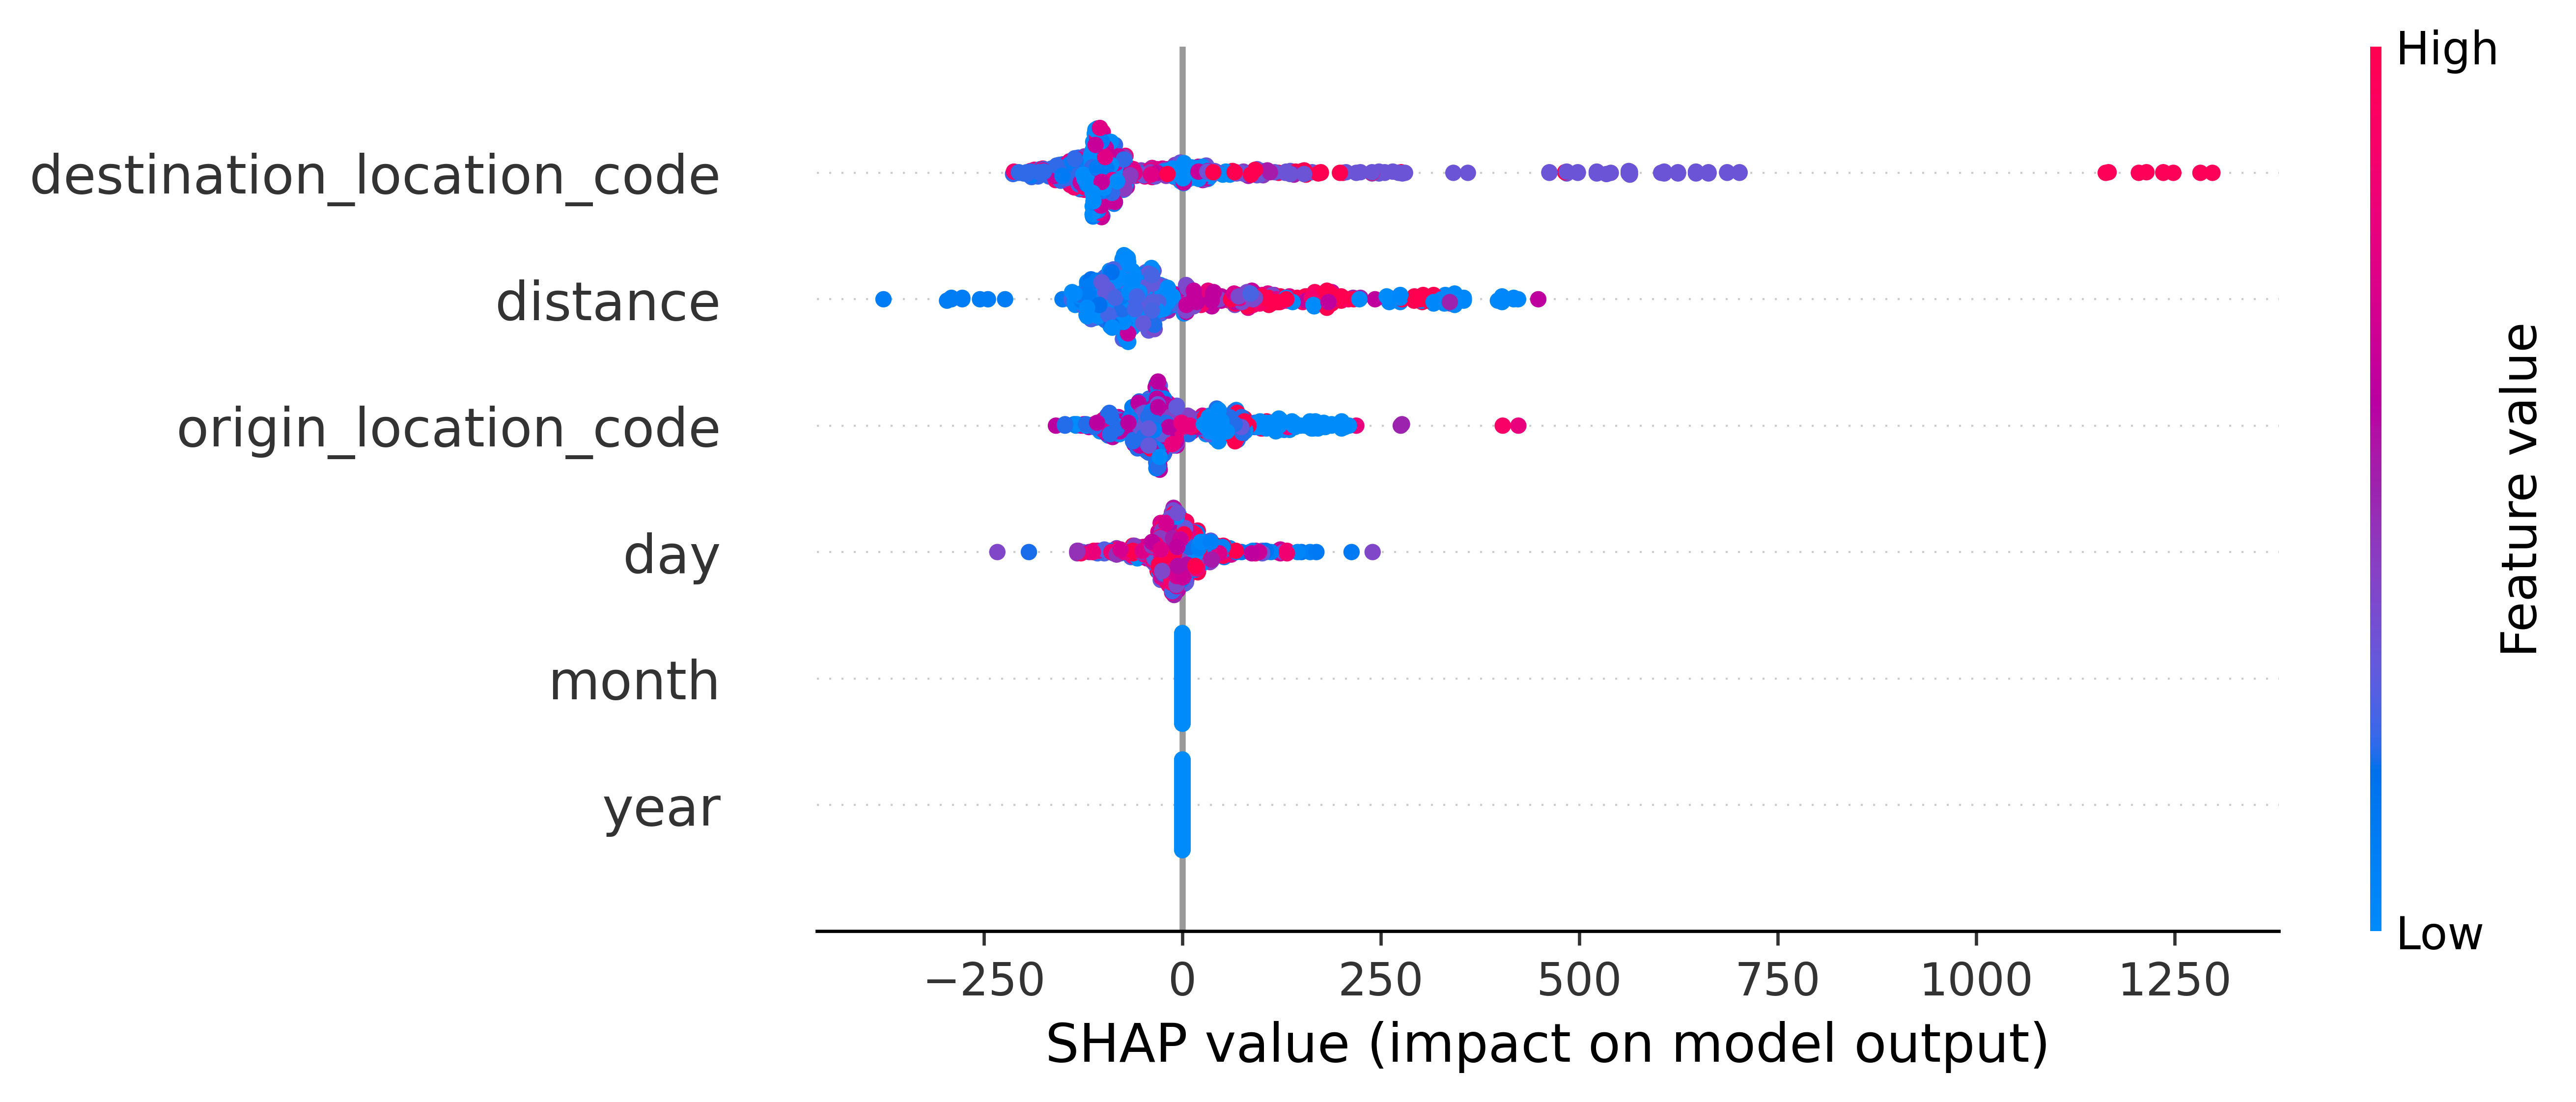 High
destination_location_code
distance
origin_location_code
day
month
year
Feature value
Low
−250 0 250 500 750 1000 1250
SHAP value (impact on model output)